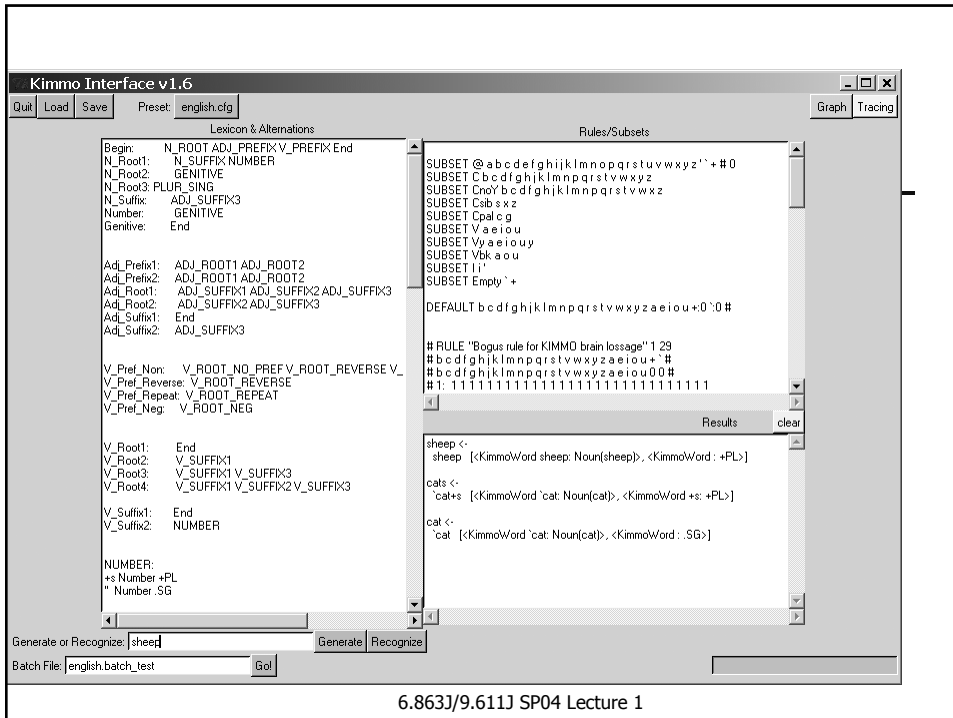 Kimmo Interface v1.6
Quit Load Save Preset: english.cfg Graph Tracing
Lexicon & Alternations
Begin: N_ROOT ADJ_PREFIX V_PREFIX End
N_Root1: N_SUFFIX NUMBER
N_Root2: GENITIVE
N_Root3: PLUR_SING
N_Suffix: ADJ_SUFFIX3
Number: GENITIVE
Genitive: End
Adj_Prefix1: ADJ_ROOT1 ADJ_ROOT2
Adj_Prefix2: ADJ_ROOT1 ADJ_ROOT2
Adj_Root1: ADJ_SUFFIX1 ADJ_SUFFIX2 ADJ_SUFFIX3
Adj_Root2: ADJ_SUFFIX2 ADJ_SUFFIX3
Adj_Suffix1: End
Adj_Suffix2: ADJ_SUFFIX3
V_Pref_Non: V_ROOT_NO_PREF V_ROOT_REVERSE V_
V_Pref_Reverse: V_ROOT_REVERSE
V_Pref_Repeat: V_ROOT_REPEAT
V_Pref_Neg: V_ROOT_NEG
V_Root1: End
V_Root2: V_SUFFIX1
V_Root3: V_SUFFIX1 V_SUFFIX3
V_Root4: V_SUFFIX1 V_SUFFIX2 V_SUFFIX3
V_Suffix1: End
V_Suffix2: NUMBER
NUMBER:
+s Number +PL
'' Number .SG
Rules/Subsets
SUBSET @ a b c d e f g h i j k l m n o p q r s t u v w x y z ' ` + # 0
SUBSET C b c d f g h j k l m n p q r s t v w x y z
SUBSET CnoY b c d f g h j k l m n p q r s t v w x z
SUBSET Csib s x z
SUBSET Cpal c g
SUBSET V a e i o u
SUBSET Vy a e i o u y
SUBSET Vbk a o u
SUBSET I i '
SUBSET Empty ` +
DEFAULT b c d f g h j k l m n p q r s t v w x y z a e i o u +:0 `:0 #
# RULE "Bogus rule for KIMMO brain lossage" 1 29
# b c d f g h j k l m n p q r s t v w x y z a e i o u + ` #
# b c d f g h j k l m n p q r s t v w x y z a e i o u 0 0 #
# 1: 1 1 1 1 1 1 1 1 1 1 1 1 1 1 1 1 1 1 1 1 1 1 1 1 1 1 1 1 1
Results clear
sheep <-
sheep [<KimmoWord sheep: Noun(sheep)>, <KimmoWord : +PL>]
cats <-
`cat+s [<KimmoWord `cat: Noun(cat)>, <KimmoWord +s: +PL>]
cat <-
`cat [<KimmoWord `cat: Noun(cat)>, <KimmoWord : .SG>]
Generate or Recognize: sheep Generate Recognize
Batch File: english.batch_test Go!
6.863J/9.611J SP04 Lecture 1